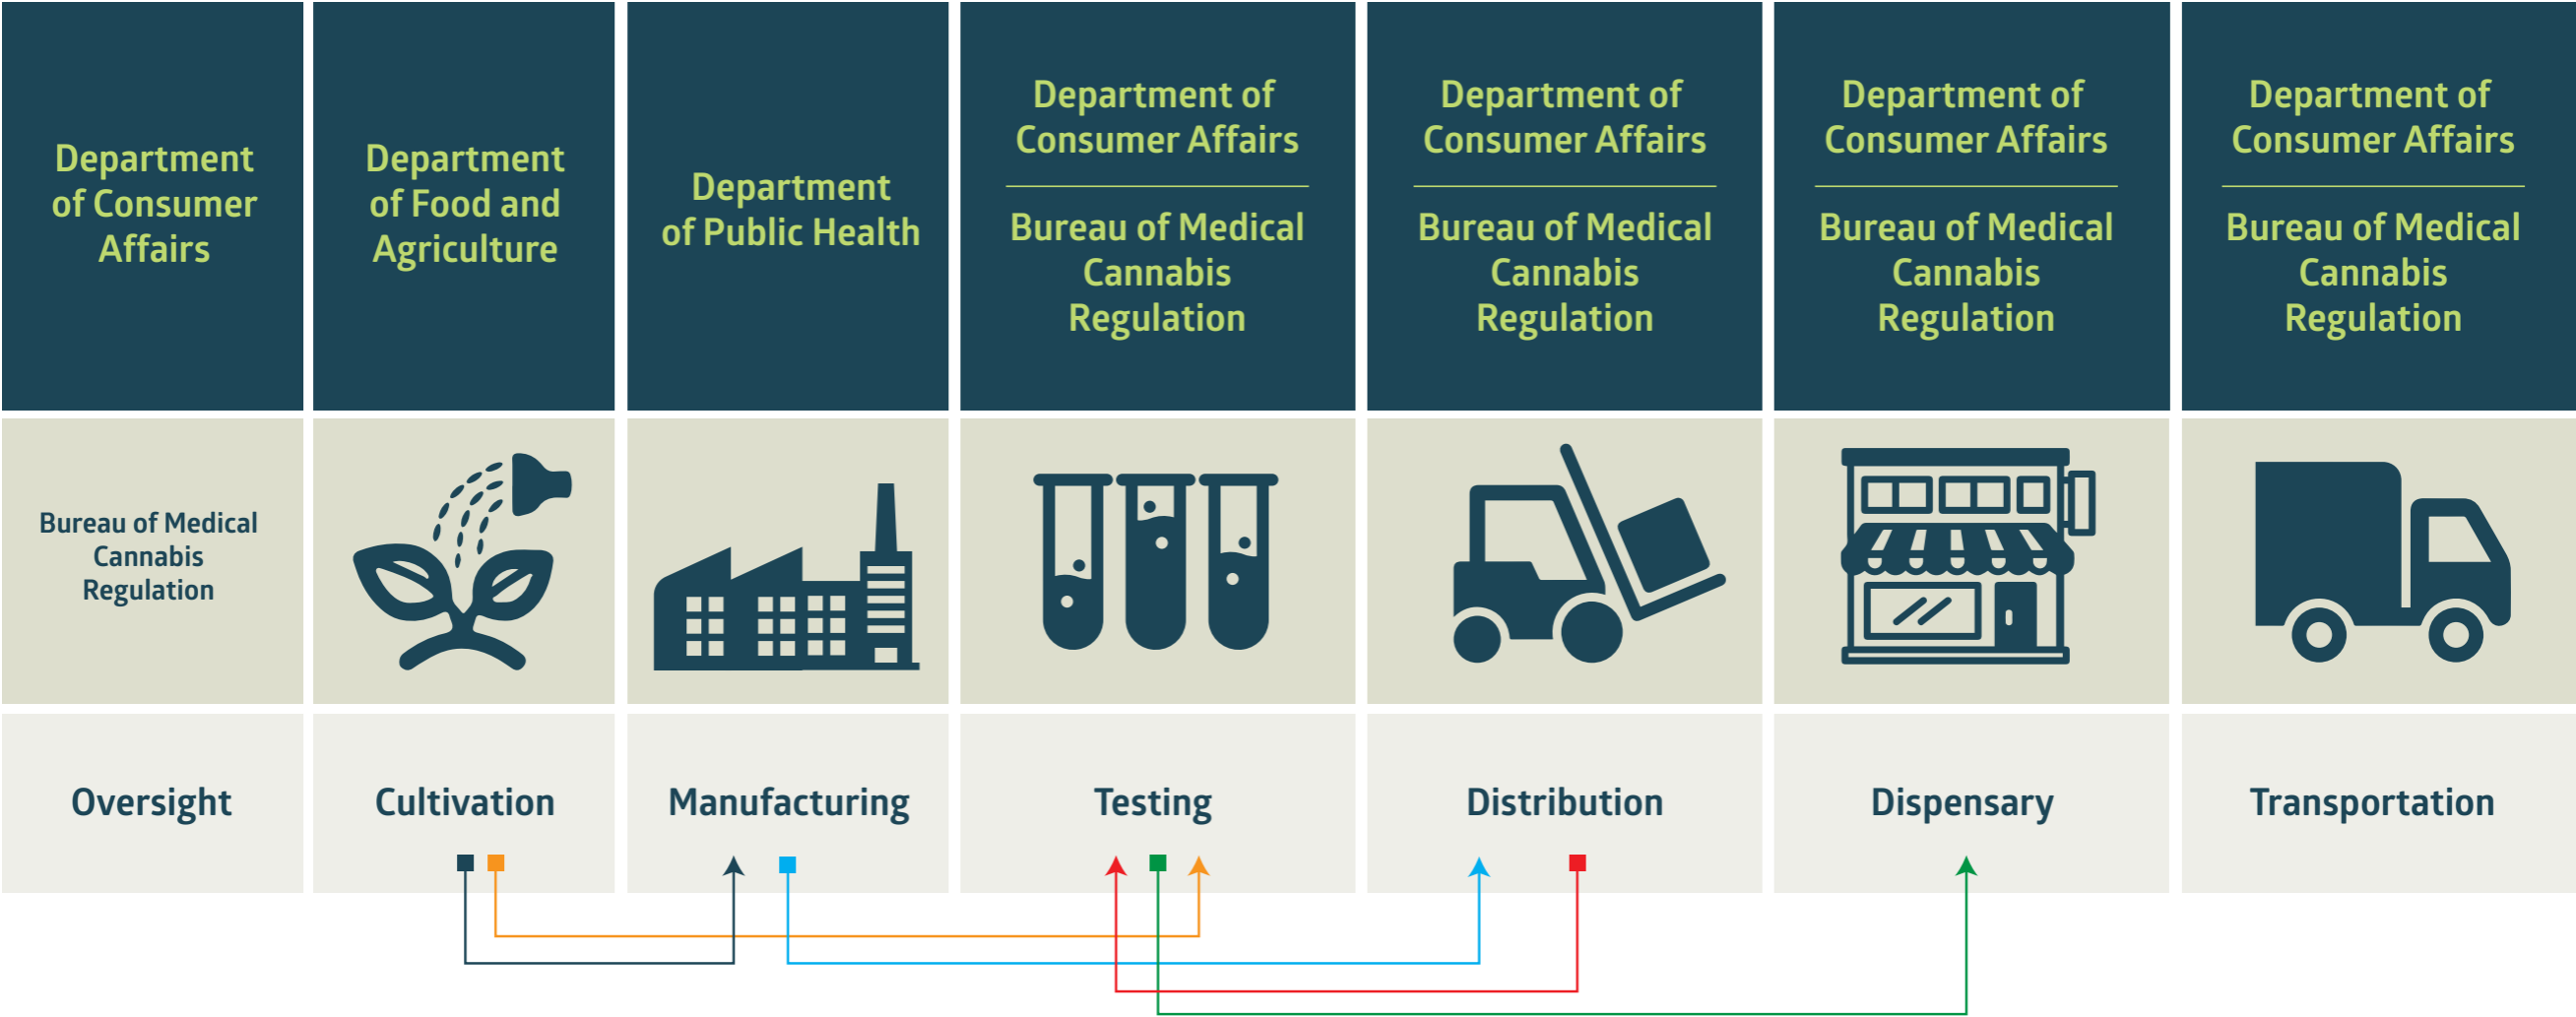 Department
of Consumer
Affairs
Department
of Food and
Agriculture
Department
of Public Health
Department of
Consumer Affairs
Bureau of Medical
Cannabis
Regulation
Department of
Consumer Affairs
Bureau of Medical
Cannabis
Regulation
Department of
Consumer Affairs
Bureau of Medical
Cannabis
Regulation
Department of
Consumer Affairs
Bureau of Medical
Cannabis
Regulation
Bureau of Medical
Cannabis
Regulation
Oversight
Cultivation
Manufacturing
Testing
Distribution
Dispensary
Transportation